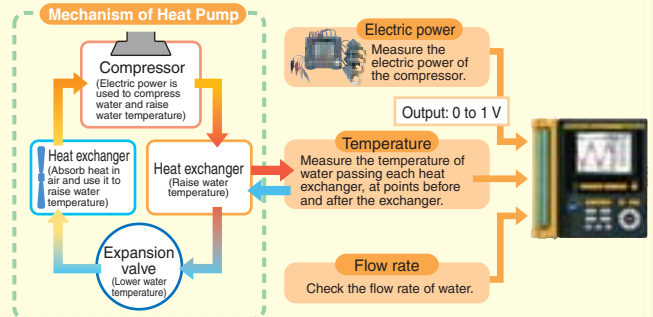 Mechanism of Heat Pump
Compressor
(Electric power is
used to compress
water and raise
water temperature)
Heat exchanger
(Absorb heat in
air and use it to
raise water
temperature)
Heat exchanger
(Raise water
temperature)
Expansion
valve
(Lower water
temperature)
Electric power
Measure the
electric power of
the compressor.
Output: 0 to 1 V
Temperature
Measure the temperature of
water passing each heat
exchanger, at points before
and after the exchanger.
Flow rate
Check the flow rate of water.